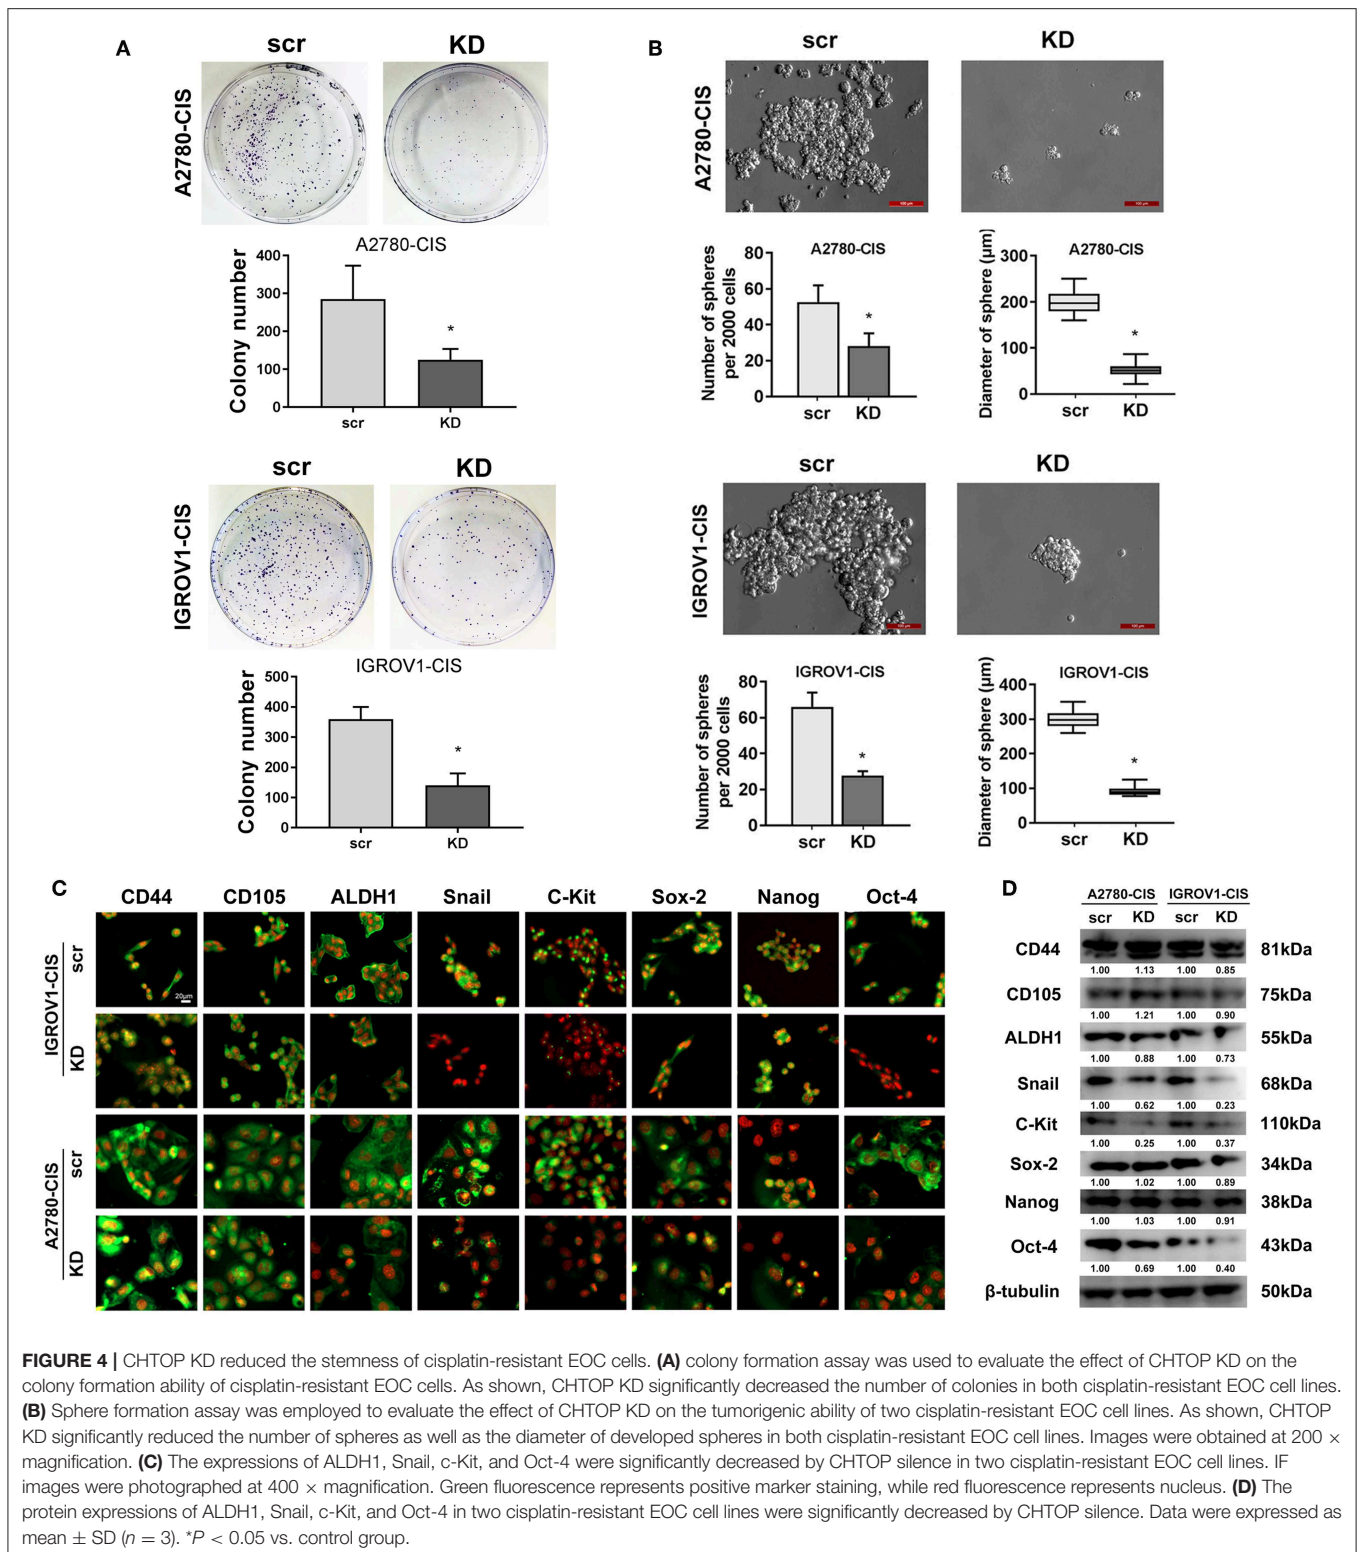 A
scr
KD
A2780-CIS
A2780-CIS
Colony number
400
300
200
100
0
scr
KD
*
scr
KD
IGROV1-CIS
IGROV1-CIS
Colony number
500
400
300
200
100
0
scr
KD
*
B
scr
KD
A2780-CIS
100 µm
100 µm
A2780-CIS
Number of spheres
per 2000 cells
80
60
40
20
0
scr
KD
*
A2780-CIS
Diameter of sphere (µm)
300
200
100
0
scr
KD
*
scr
KD
IGROV1-CIS
100 µm
100 µm
IGROV1-CIS
Number of spheres
per 2000 cells
80
60
40
20
0
scr
KD
*
IGROV1-CIS
Diameter of sphere (µm)
400
300
200
100
0
scr
KD
*
C
CD44 CD105 ALDH1 Snail C-Kit Sox-2 Nanog Oct-4
IGROV1-CIS
scr
KD
20µm
A2780-CIS
scr
KD
D
A2780-CIS IGROV1-CIS
scr KD scr KD
CD44 81kDa
1.00 1.13 1.00 0.85
CD105 75kDa
1.00 1.21 1.00 0.90
ALDH1 55kDa
1.00 0.88 1.00 0.73
Snail 68kDa
1.00 0.62 1.00 0.23
C-Kit 110kDa
1.00 0.25 1.00 0.37
Sox-2 34kDa
1.00 1.02 1.00 0.89
Nanog 38kDa
1.00 1.03 1.00 0.91
Oct-4 43kDa
1.00 0.69 1.00 0.40
β-tubulin 50kDa
FIGURE 4 | CHTOP KD reduced the stemness of cisplatin-resistant EOC cells. (A) colony formation assay was used to evaluate the effect of CHTOP KD on the
colony formation ability of cisplatin-resistant EOC cells. As shown, CHTOP KD significantly decreased the number of colonies in both cisplatin-resistant EOC cell lines.
(B) Sphere formation assay was employed to evaluate the effect of CHTOP KD on the tumorigenic ability of two cisplatin-resistant EOC cell lines. As shown, CHTOP
KD significantly reduced the number of spheres as well as the diameter of developed spheres in both cisplatin-resistant EOC cell lines. Images were obtained at 200 ×
magnification. (C) The expressions of ALDH1, Snail, c-Kit, and Oct-4 were significantly decreased by CHTOP silence in two cisplatin-resistant EOC cell lines. IF
images were photographed at 400 × magnification. Green fluorescence represents positive marker staining, while red fluorescence represents nucleus. (D) The
protein expressions of ALDH1, Snail, c-Kit, and Oct-4 in two cisplatin-resistant EOC cell lines were significantly decreased by CHTOP silence. Data were expressed as
mean ± SD (n = 3). *P < 0.05 vs. control group.